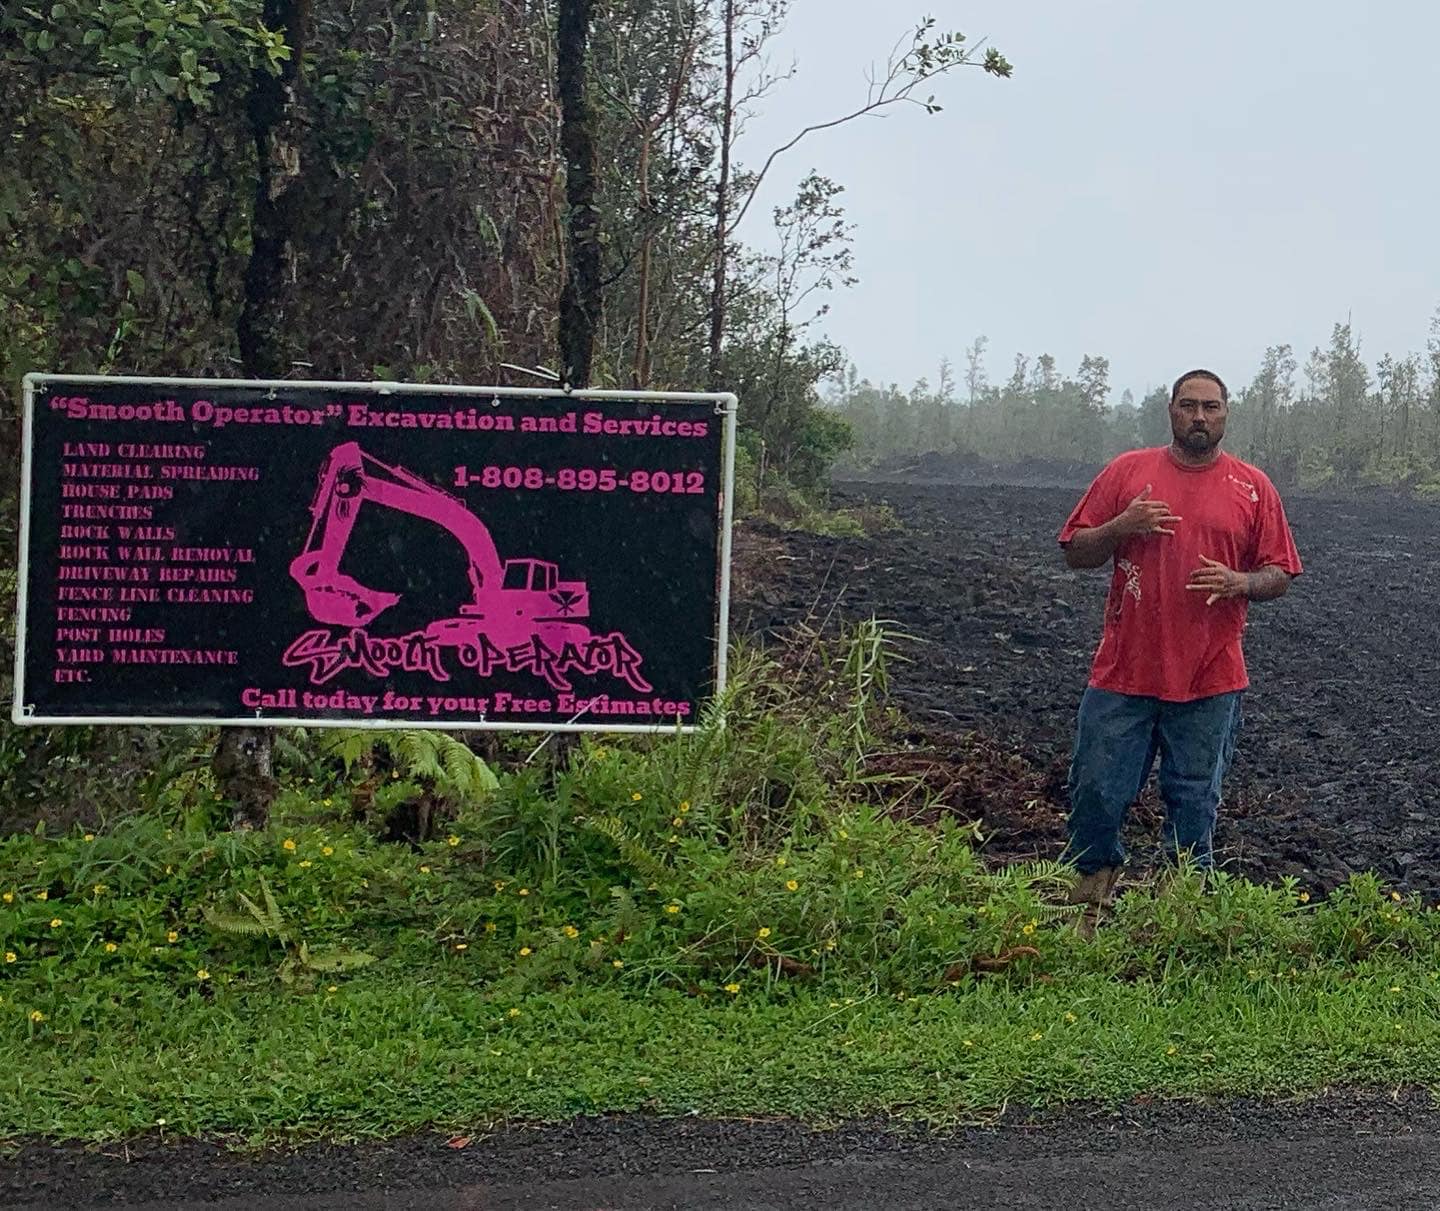 "Smooth Operator" Excavation and Services
1-808-895-8012
LAND CLEARING
MATERIAL SPREADING
HOUSE PADS
TRENCHES
ROCK WALLS
ROCK WALL REMOVAL
DRIVEWAY REPAIRS
FENCE LINE CLEANING
FENCING
POST HOLES
YARD MAINTENANCE
ETC.
SMOOTH OPERATOR
Call today for your Free Estimates